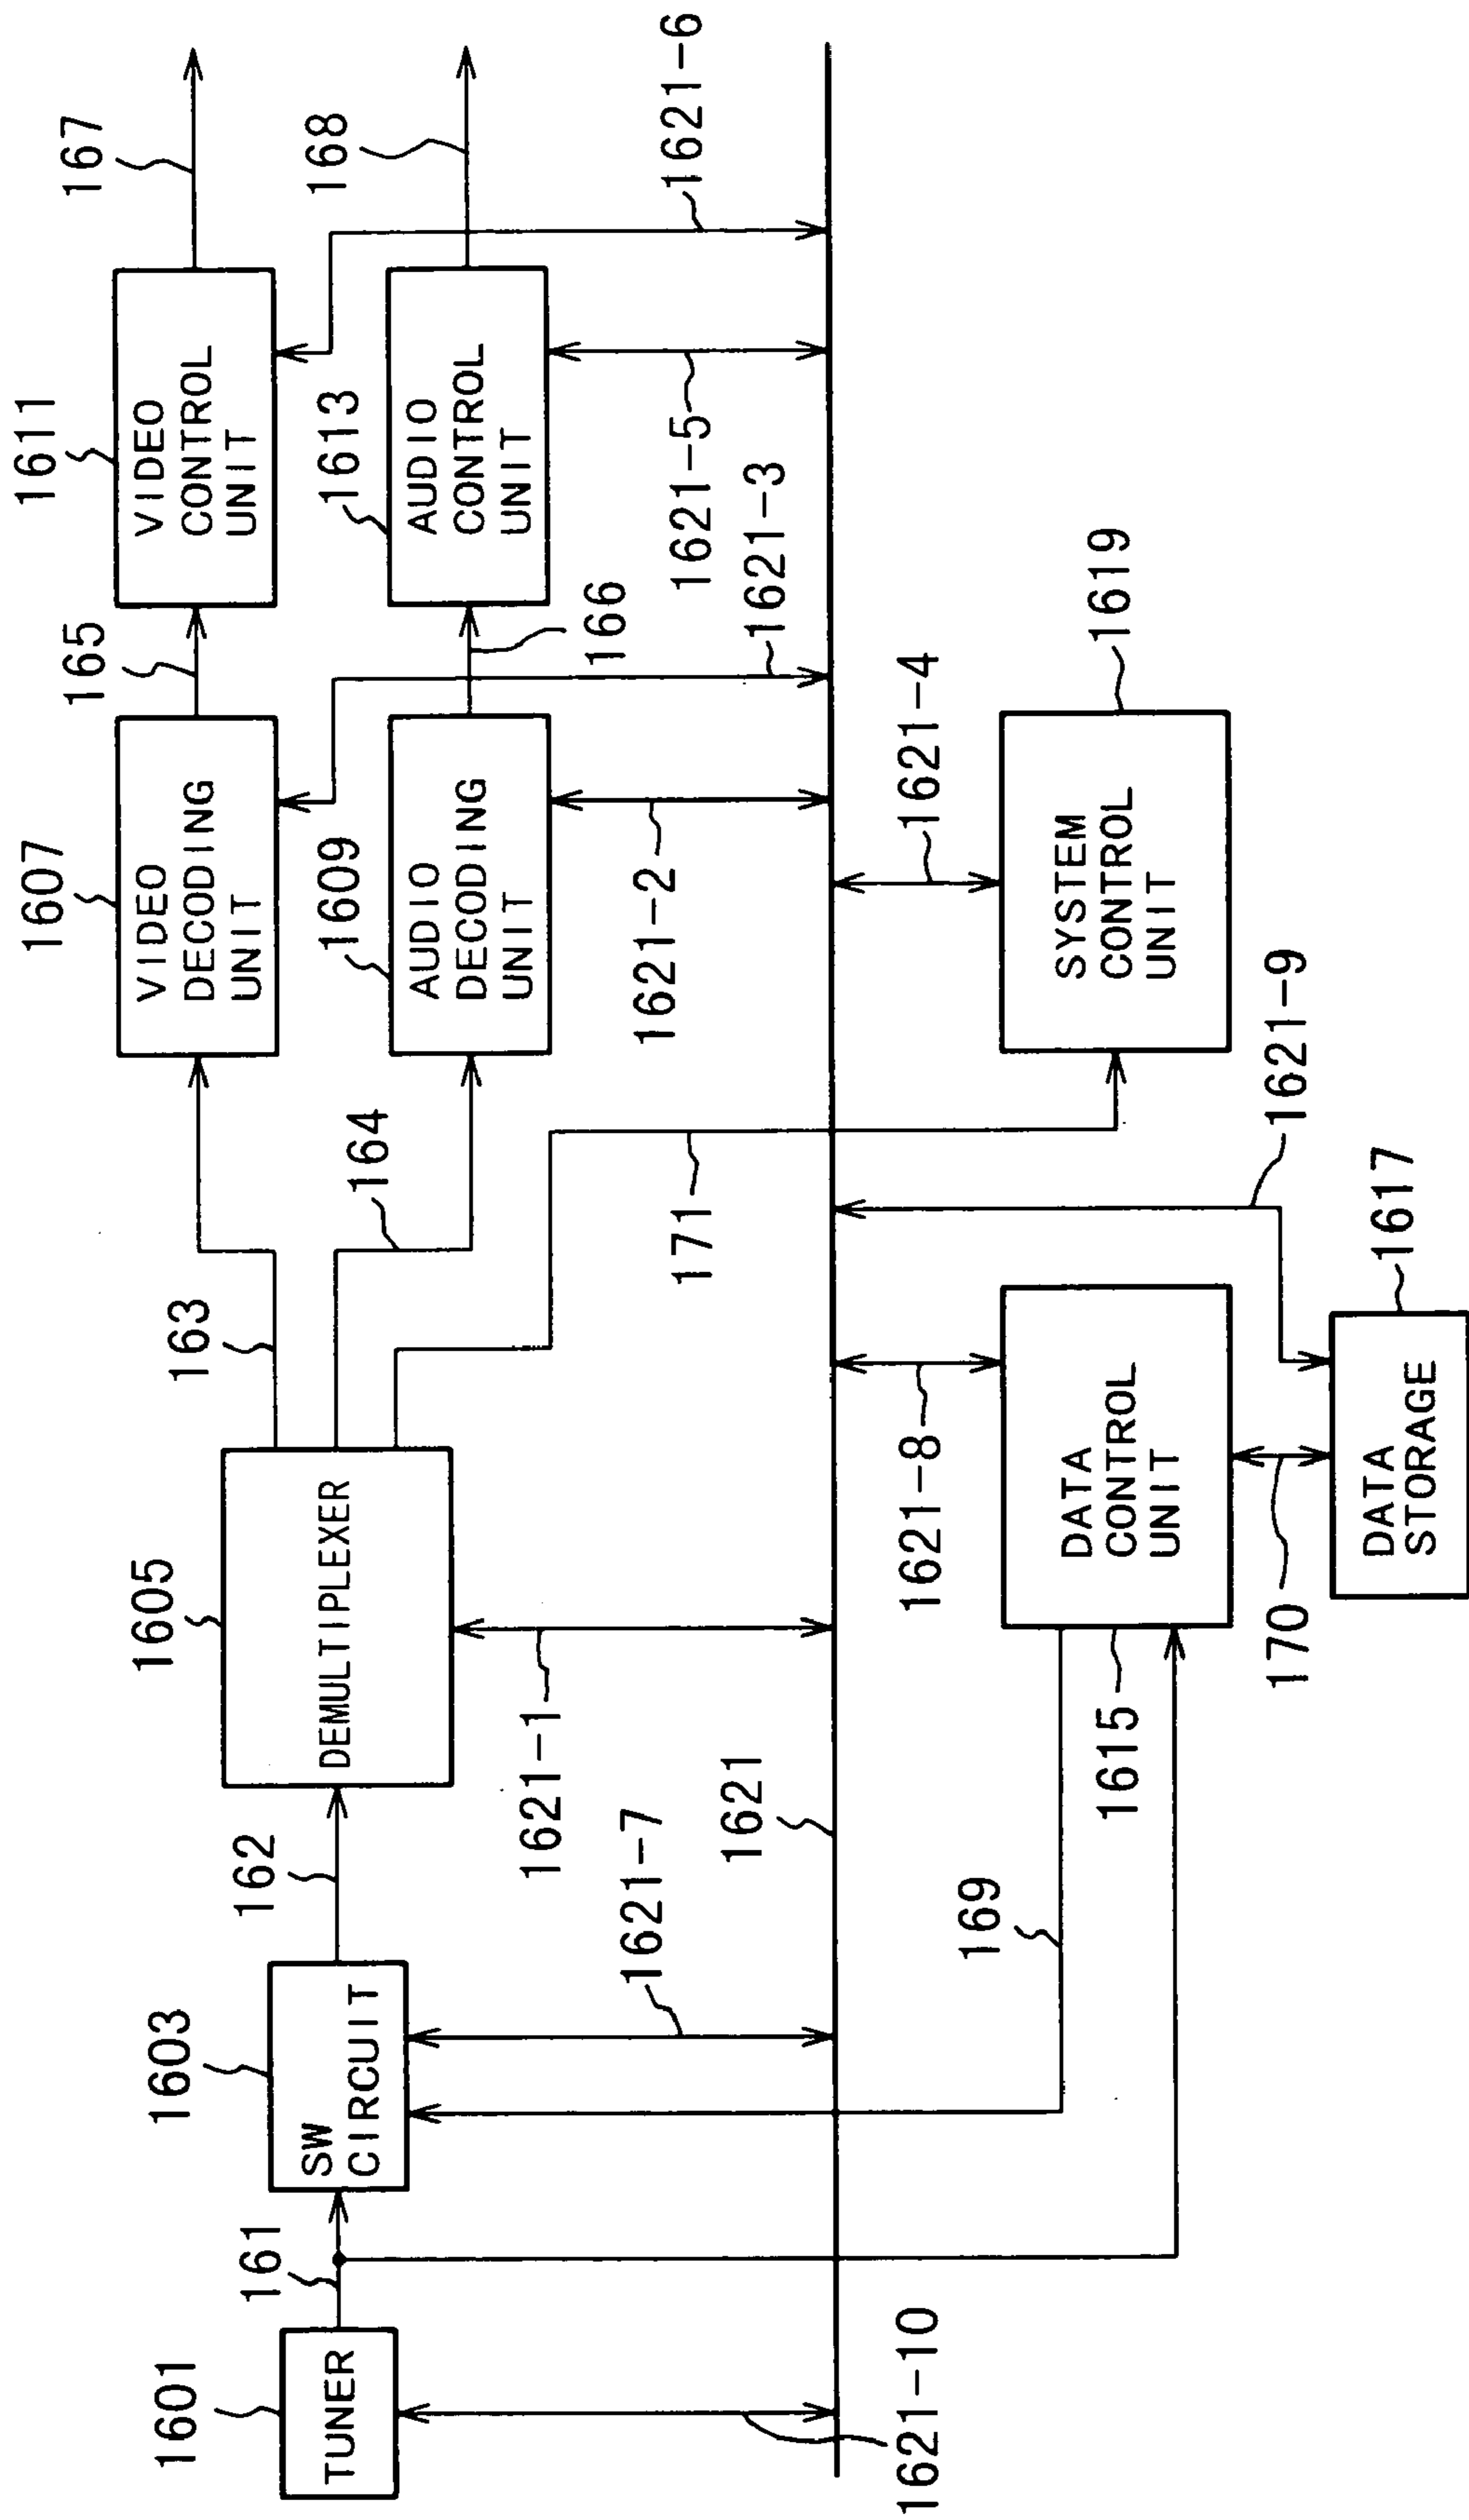 1601
TUNER
161
1603
SW
CIRCUIT
162
1605
DEMULTIPLEXER
163
164
1607
VIDEO
DECODING
UNIT
165
1611
VIDEO
CONTROL
UNIT
167
1609
AUDIO
DECODING
UNIT
166
1613
AUDIO
CONTROL
UNIT
168
1621-10
1621-7
1621-1
1621
171
1621-2
1621-3
1621-5
1621-6
169
1615
DATA
CONTROL
UNIT
1621-8
170
DATA
STORAGE
1617
1621-9
SYSTEM
CONTROL
UNIT
1621-4
1619